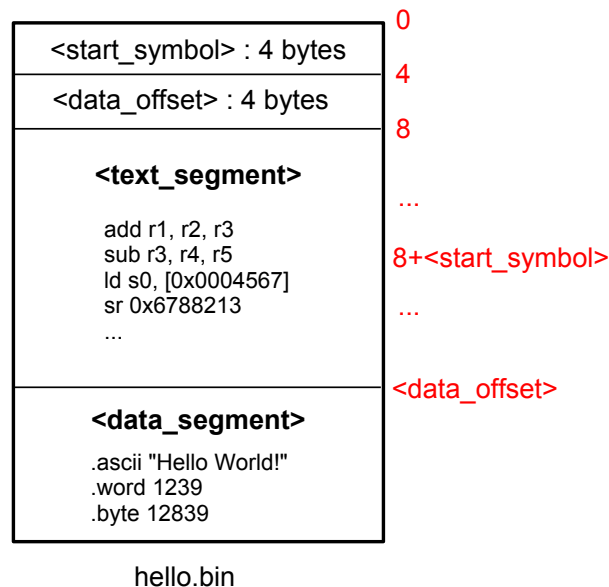 0
<start_symbol> : 4 bytes
4
<data_offset> : 4 bytes
8
<text_segment>
...
add r1, r2, r3
sub r3, r4, r5
8+<start_symbol>
ld s0, [0x0004567]
sr 0x6788213
...
...
<data_offset>
<data_segment>
.ascii "Hello World!"
.word 1239
.byte 12839
hello.bin